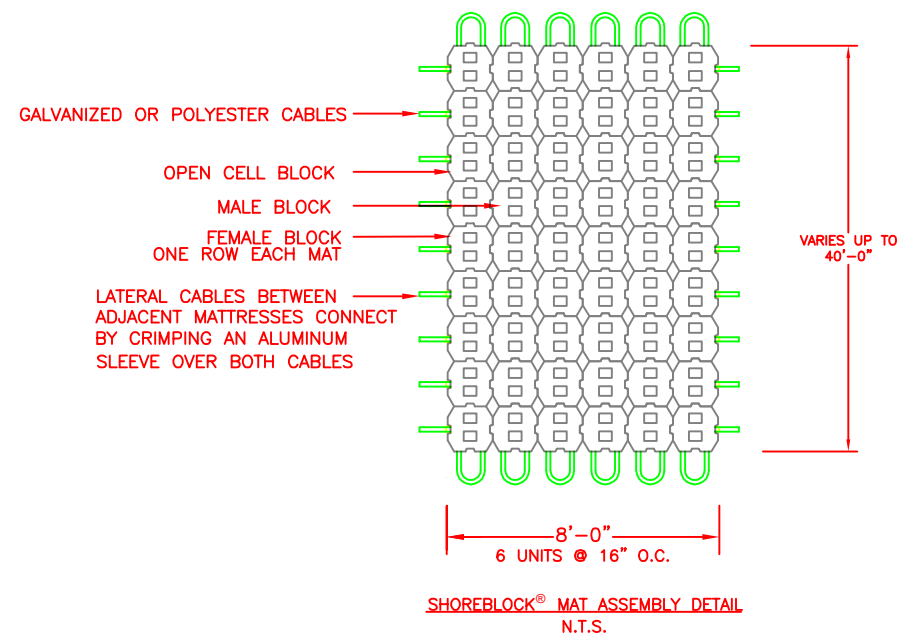 GALVANIZED OR POLYESTER CABLES
OPEN CELL BLOCK
MALE BLOCK
FEMALE BLOCK
ONE ROW EACH MAT
LATERAL CABLES BETWEEN
ADJACENT MATTRESSES CONNECT
BY CRIMPING AN ALUMINUM
SLEEVE OVER BOTH CABLES
VARIES UP TO
40'-0"
8'-0"
6 UNITS @ 16" O.C.
SHOREBLOCK® MAT ASSEMBLY DETAIL
N.T.S.